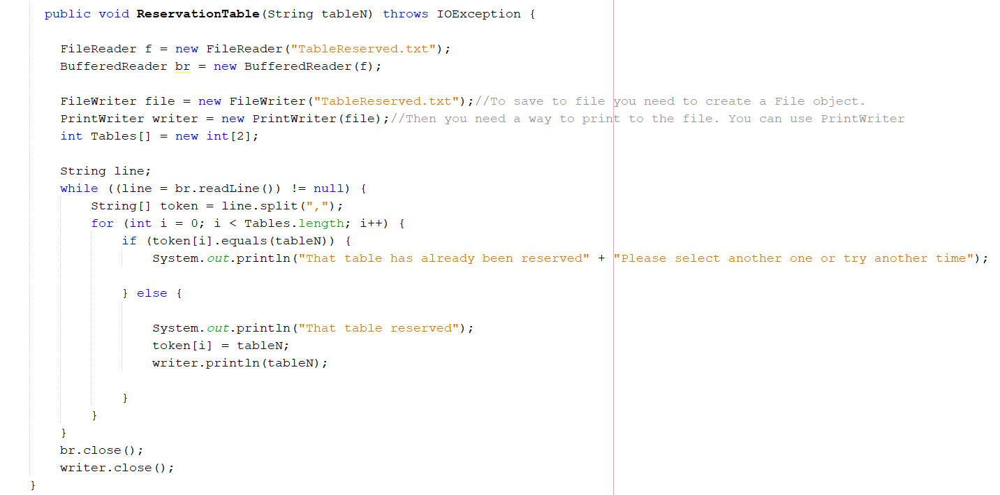 public void ReservationTable(String tableN) throws IOException {
FileReader f = new FileReader("TableReserved.txt");
BufferedReader br = new BufferedReader(f);
FileWriter file = new FileWriter("TableReserved.txt");//To save to file you need to create a File object.
PrintWriter writer = new PrintWriter(file);//Then you need a way to print to the file. You can use PrintWriter
int Tables[] = new int[2];
String line;
while ((line = br.readLine()) != null) {
String[] token = line.split(",");
for (int i = 0; i < Tables.length; i++) {
if (token[i].equals(tableN)) {
System.out.println("That table has already been reserved" + "Please select another one or try another time");
} else {
System.out.println("That table reserved");
token[i] = tableN;
writer.println(tableN);
}
}
}
br.close();
writer.close();
}